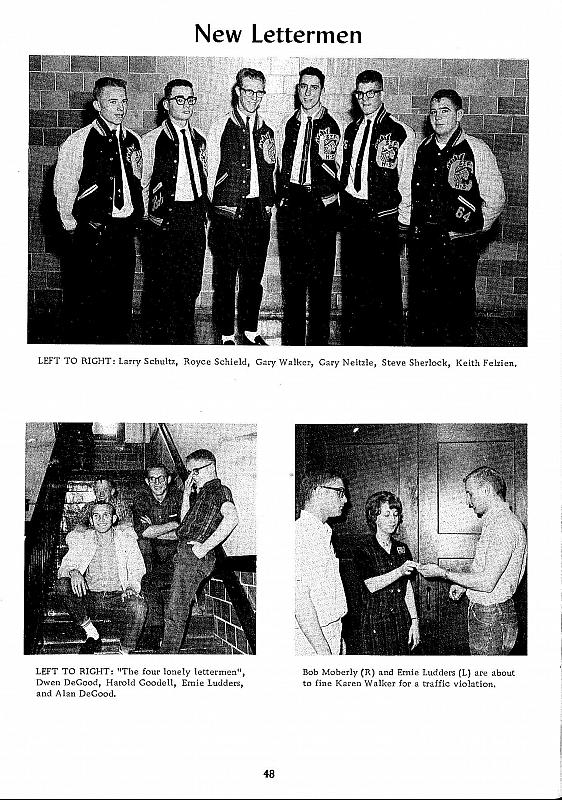 New Lettermen
64
LEFT TO RIGHT: Larry Schultz, Royce Schield, Gary Walker, Gary Neitzle, Steve Sherlock, Keith Felzien.
LEFT TO RIGHT: "The four lonely lettermen",
Dwen DeGood, Harold Goodell, Ernie Ludders,
and Alan DeGood.
Bob Moberly (R) and Ernie Ludders (L) are about
to fine Karen Walker for a traffic violation.
48